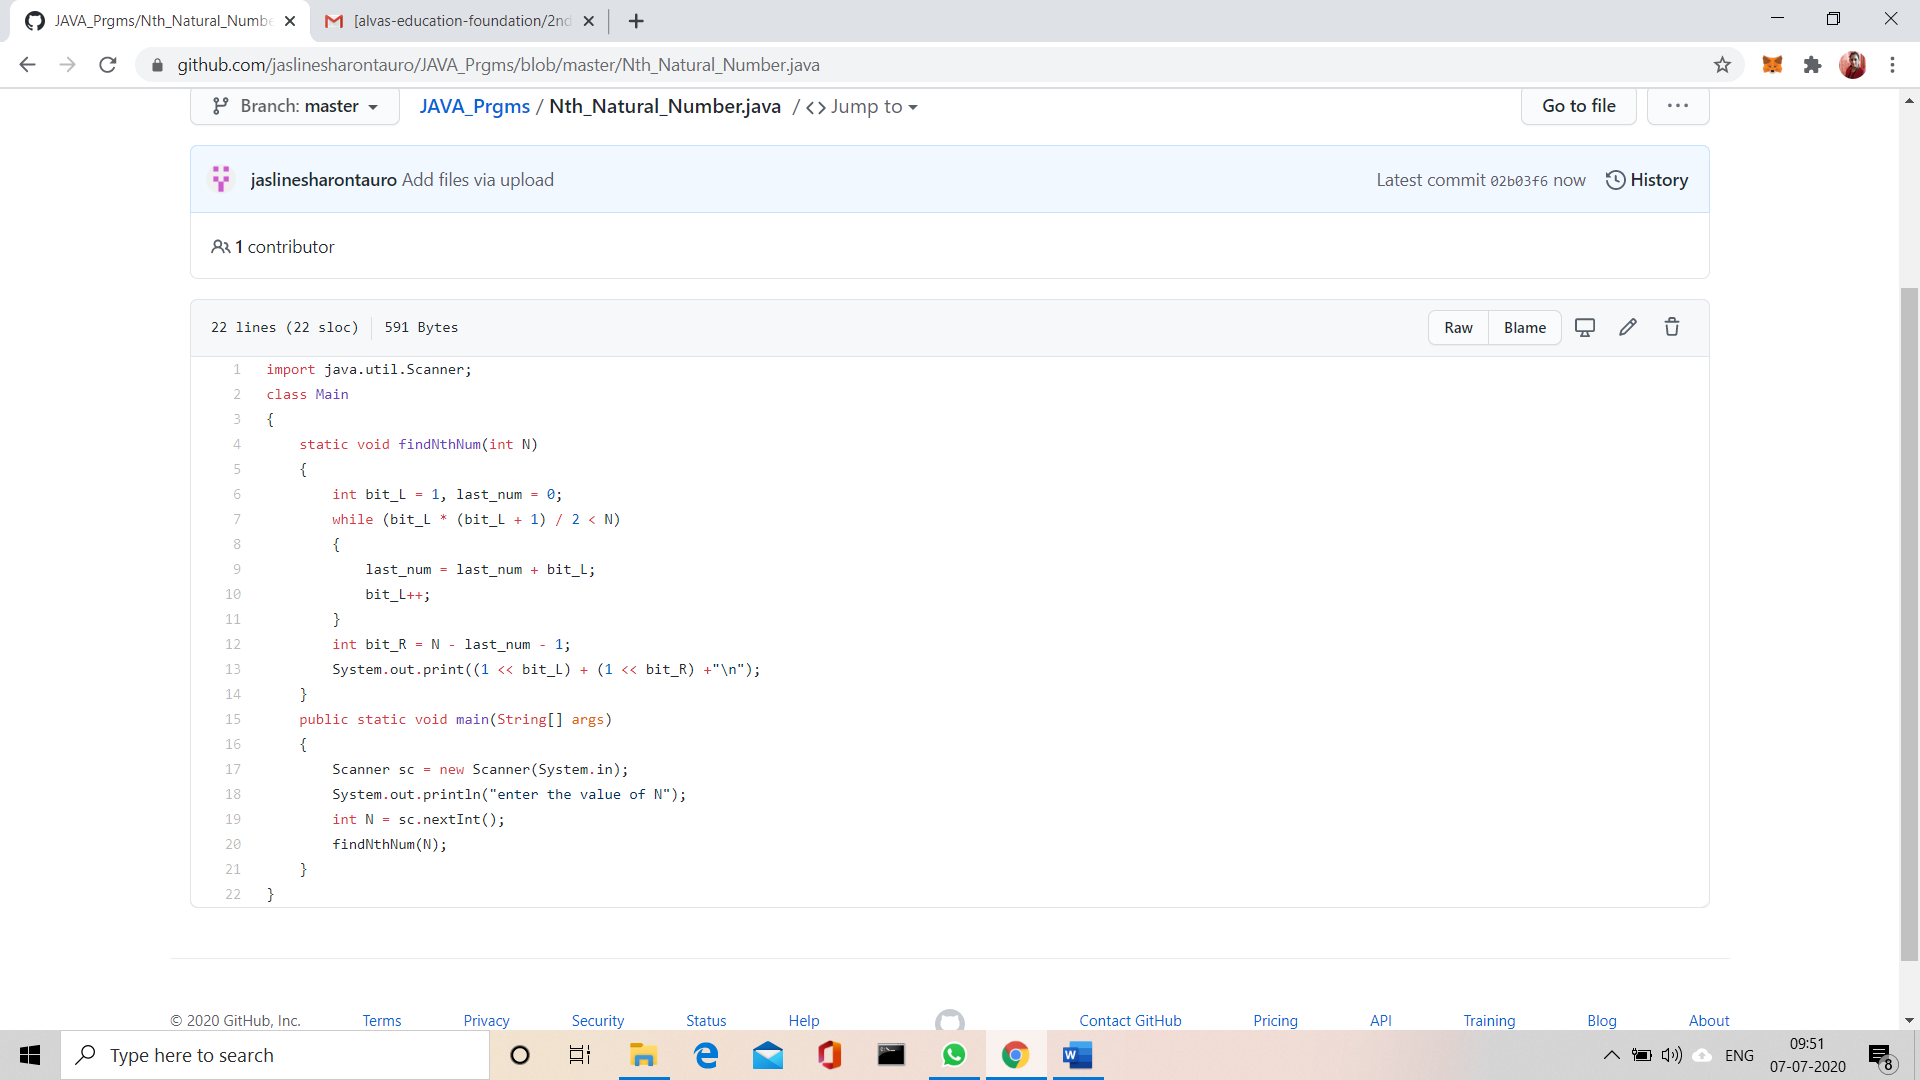 JAVA_Prgms/Nth_Natural_Numbe
[alvas-education-foundation/2nd
github.com/jaslinesharontauro/JAVA_Prgms/blob/master/Nth_Natural_Number.java
Branch: master
JAVA_Prgms / Nth_Natural_Number.java / <> Jump to
Go to file
...
jaslinesharontauro Add files via upload
Latest commit 02b03f6 now
History
1 contributor
22 lines (22 sloc)
591 Bytes
Raw
Blame
1 import java.util.Scanner;
2 class Main
3 {
4 static void findNthNum(int N)
5 {
6 int bit_L = 1, last_num = 0;
7 while (bit_L * (bit_L + 1) / 2 < N)
8 {
9 last_num = last_num + bit_L;
10 bit_L++;
11 }
12 int bit_R = N - last_num - 1;
13 System.out.print((1 << bit_L) + (1 << bit_R) +"\n");
14 }
15 public static void main(String[] args)
16 {
17 Scanner sc = new Scanner(System.in);
18 System.out.println("enter the value of N");
19 int N = sc.nextInt();
20 findNthNum(N);
21 }
22 }
© 2020 GitHub, Inc.
Terms
Privacy
Security
Status
Help
Contact GitHub
Pricing
API
Training
Blog
About
Type here to search
ENG
09:51
07-07-2020
8